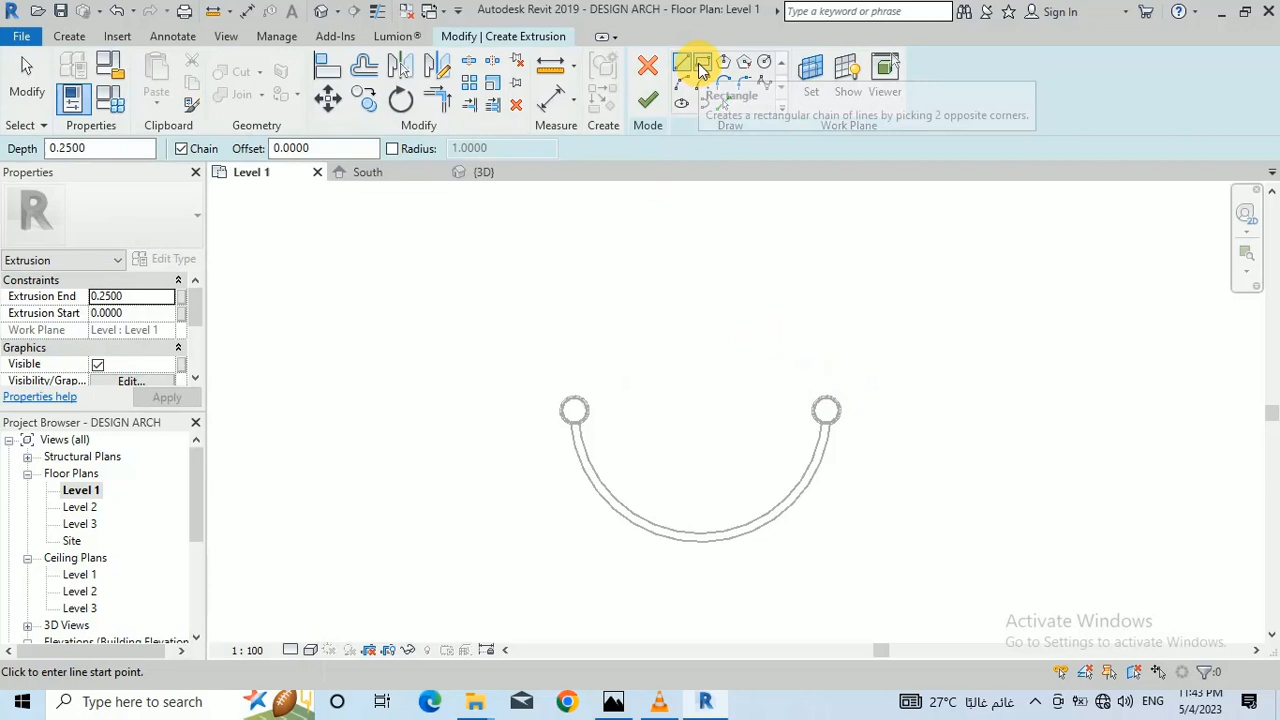 Autodesk Revit 2019 - DESIGN ARCH - Floor Plan: Level 1
Type a keyword or phrase
Sign In
File
Create
Insert
Annotate
View
Manage
Add-Ins
Lumion®
Modify | Create Extrusion
Modify
Paste
Cut
Join
Create
Set
Show
Viewer
Rectangle
Creates a rectangular chain of lines by picking 2 opposite corners.
Select
Properties
Clipboard
Geometry
Modify
Measure
Create
Mode
Draw
Work Plane
Depth
0.2500
Chain
Offset:
0.0000
Radius:
1.0000
Properties
Level 1
South
{3D}
Extrusion
Edit Type
Constraints
Extrusion End
0.2500
Extrusion Start
0.0000
Work Plane
Level : Level 1
Graphics
Visible
Visibility/Grap...
Edit...
Properties help
Apply
Project Browser - DESIGN ARCH
Views (all)
Structural Plans
Floor Plans
Level 1
Level 2
Level 3
Site
Ceiling Plans
Level 1
Level 2
Level 3
3D Views
Elevations (Building Elevation
2D
1 : 100
Activate Windows
Go to Settings to activate Windows.
Click to enter line start point.
:0
Type here to search
27°C
غائم غالبًا
ENG
11:43 PM
5/4/2023